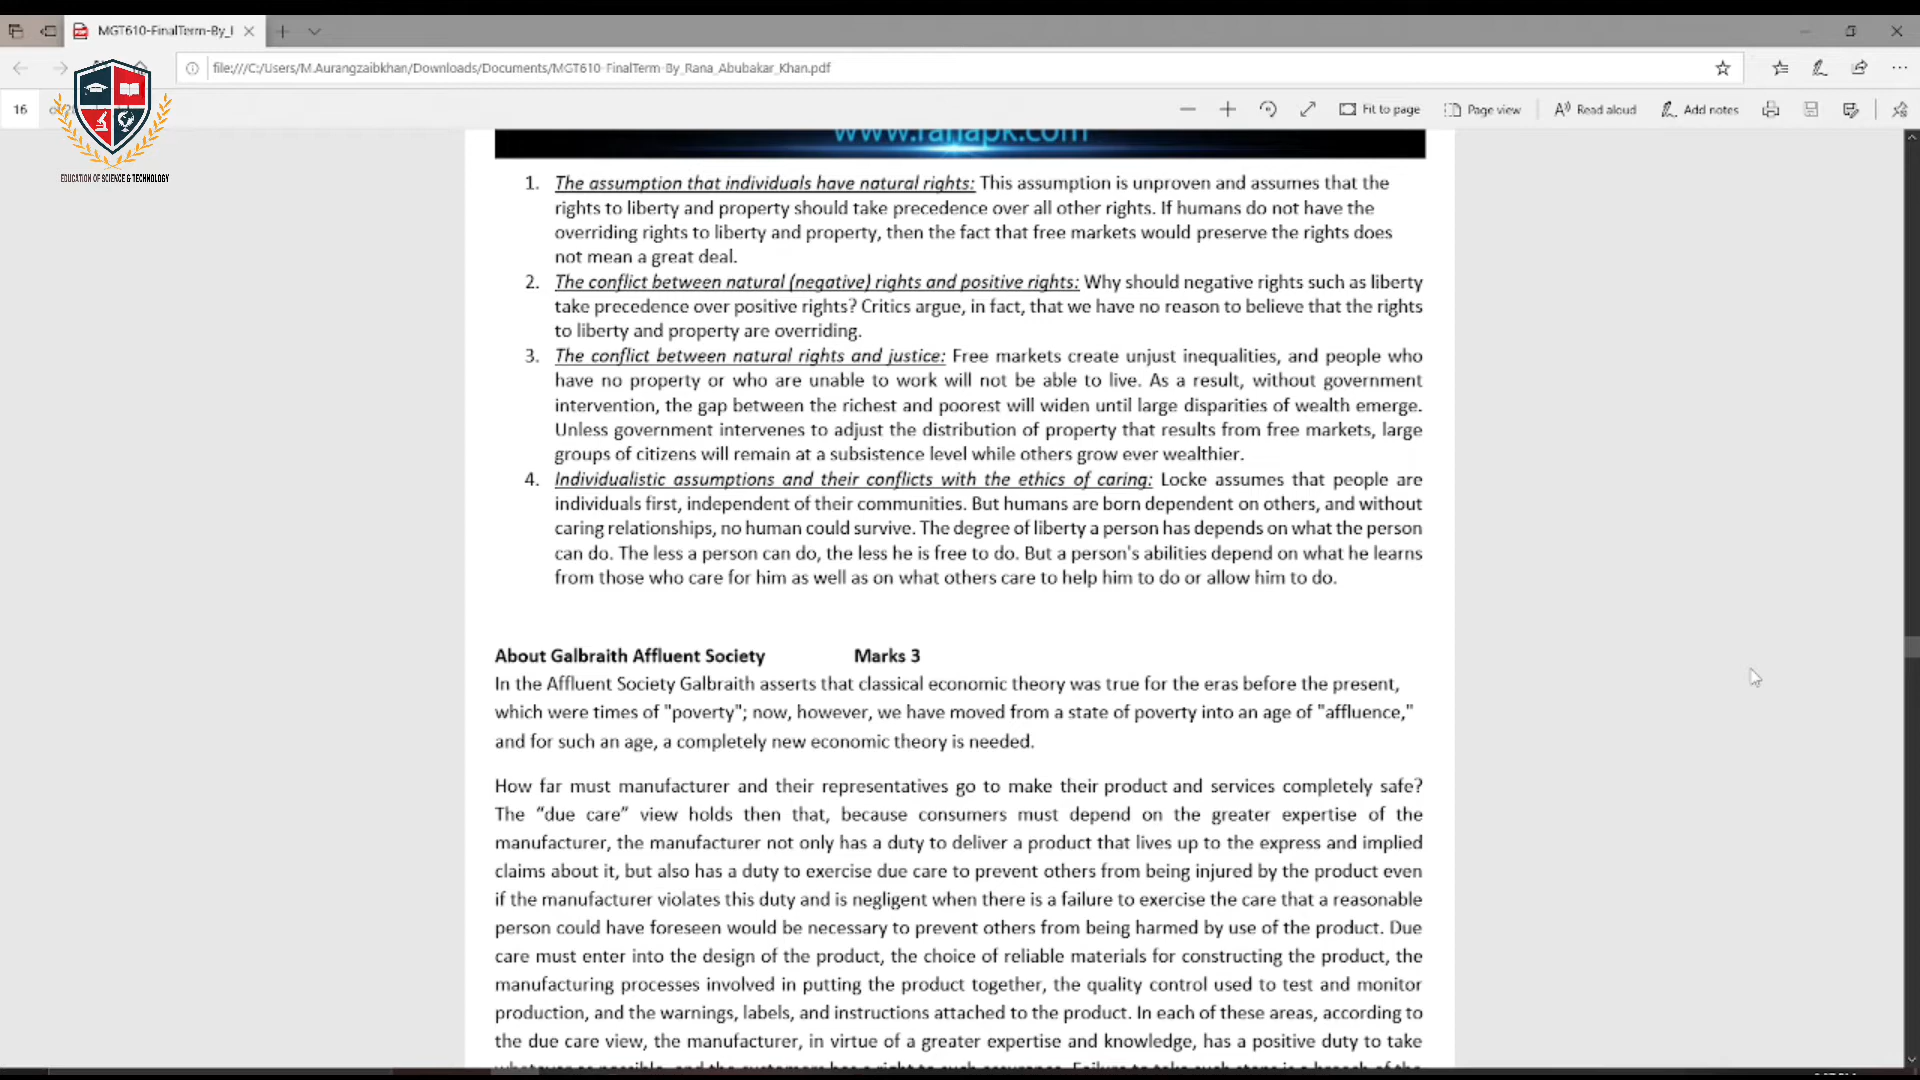 MGT610-FinalTerm-By_I
file:///C:/Users/M.Aurangzaibkhan/Downloads/Documents/MGT610-FinalTerm-By_Rana_Abubakar_Khan.pdf
16
Fit to page
Page view
Read aloud
Add notes
EDUCATION OF SCIENCE & TECHNOLOGY
www.ranapk.com
1. The assumption that individuals have natural rights: This assumption is unproven and assumes that the
rights to liberty and property should take precedence over all other rights. If humans do not have the
overriding rights to liberty and property, then the fact that free markets would preserve the rights does
not mean a great deal.
2. The conflict between natural (negative) rights and positive rights: Why should negative rights such as liberty
take precedence over positive rights? Critics argue, in fact, that we have no reason to believe that the rights
to liberty and property are overriding.
3. The conflict between natural rights and justice: Free markets create unjust inequalities, and people who
have no property or who are unable to work will not be able to live. As a result, without government
intervention, the gap between the richest and poorest will widen until large disparities of wealth emerge.
Unless government intervenes to adjust the distribution of property that results from free markets, large
groups of citizens will remain at a subsistence level while others grow ever wealthier.
4. Individualistic assumptions and their conflicts with the ethics of caring: Locke assumes that people are
individuals first, independent of their communities. But humans are born dependent on others, and without
caring relationships, no human could survive. The degree of liberty a person has depends on what the person
can do. The less a person can do, the less he is free to do. But a person's abilities depend on what he learns
from those who care for him as well as on what others care to help him to do or allow him to do.
About Galbraith Affluent Society Marks 3
In the Affluent Society Galbraith asserts that classical economic theory was true for the eras before the present,
which were times of "poverty"; now, however, we have moved from a state of poverty into an age of "affluence,"
and for such an age, a completely new economic theory is needed.
How far must manufacturer and their representatives go to make their product and services completely safe?
The “due care” view holds then that, because consumers must depend on the greater expertise of the
manufacturer, the manufacturer not only has a duty to deliver a product that lives up to the express and implied
claims about it, but also has a duty to exercise due care to prevent others from being injured by the product even
if the manufacturer violates this duty and is negligent when there is a failure to exercise the care that a reasonable
person could have foreseen would be necessary to prevent others from being harmed by use of the product. Due
care must enter into the design of the product, the choice of reliable materials for constructing the product, the
manufacturing processes involved in putting the product together, the quality control used to test and monitor
production, and the warnings, labels, and instructions attached to the product. In each of these areas, according to
the due care view, the manufacturer, in virtue of a greater expertise and knowledge, has a positive duty to take